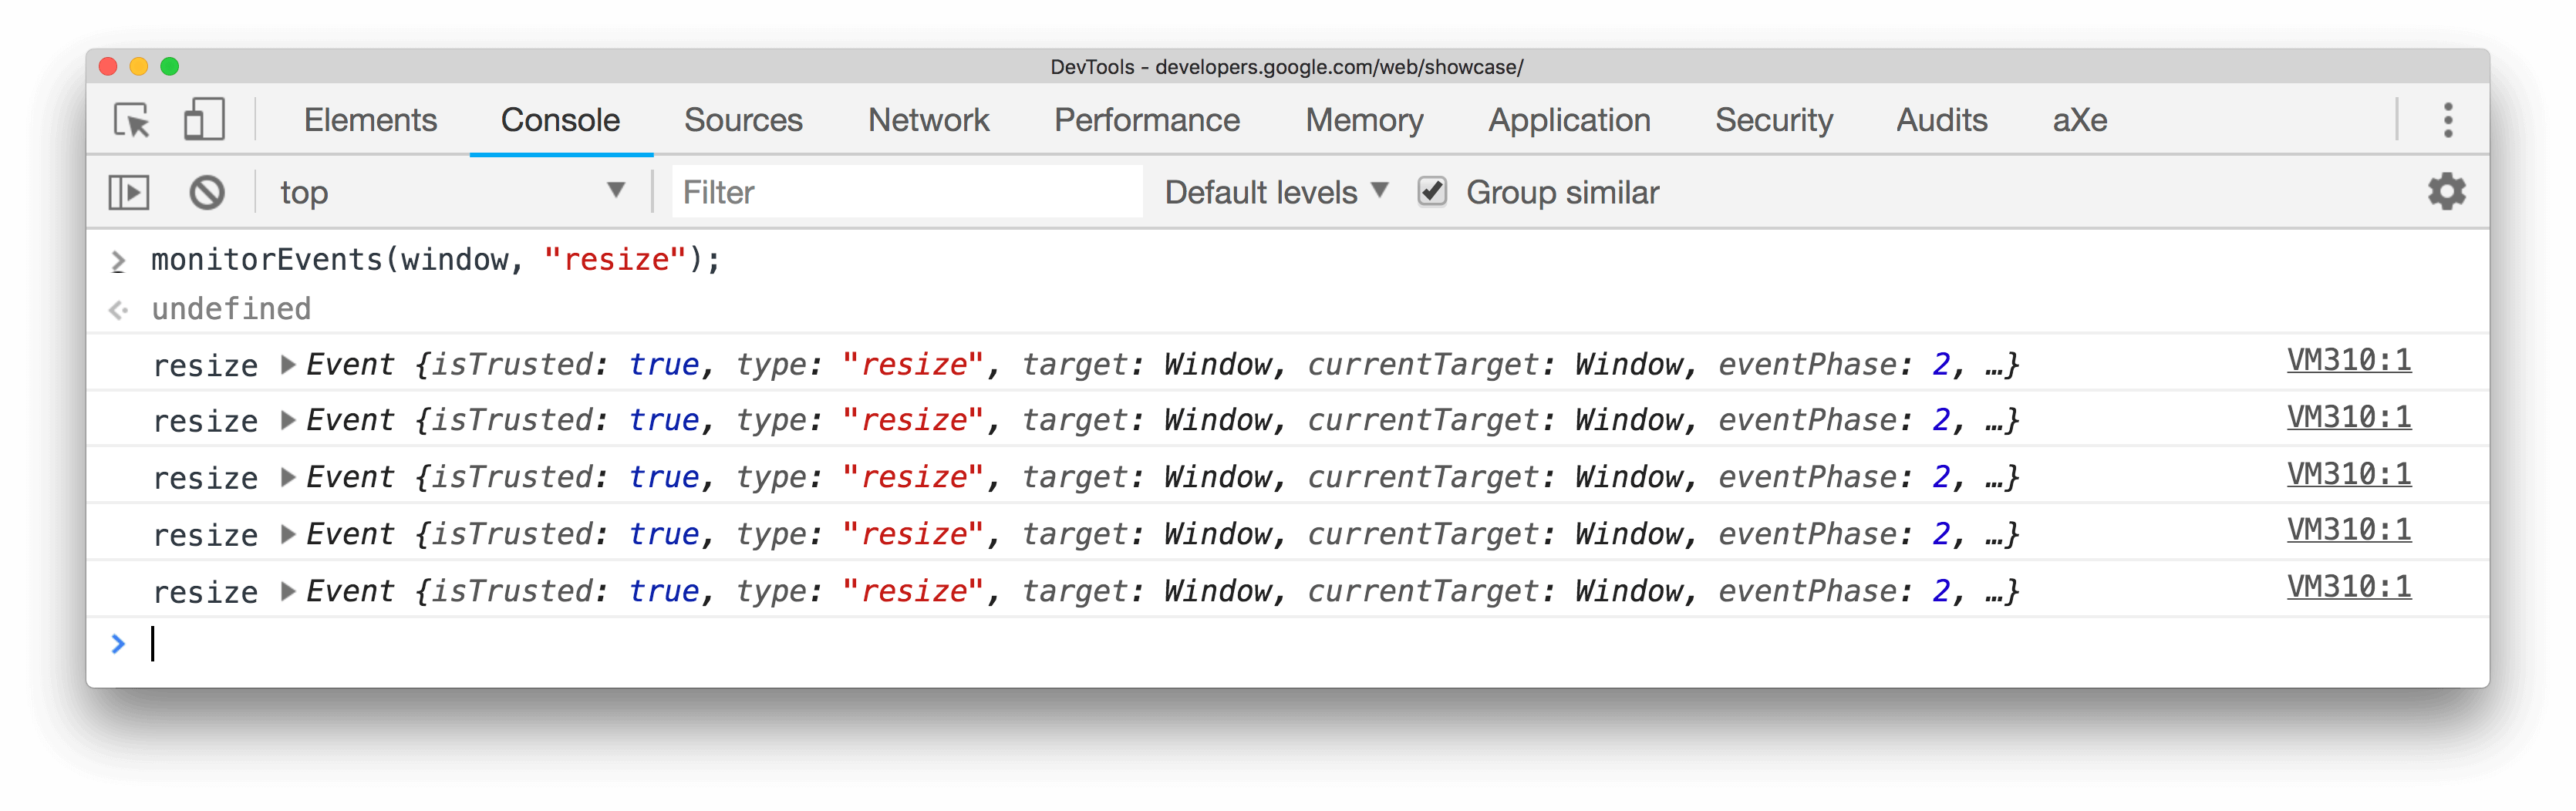 DevTools - developers.google.com/web/showcase/
Elements Console Sources Network Performance Memory Application Security Audits aXe
top ▼ Filter Default levels ▼ Group similar
> monitorEvents(window, "resize");
undefined
resize ▶ Event {isTrusted: true, type: "resize", target: Window, currentTarget: Window, eventPhase: 2, …} VM310:1
resize ▶ Event {isTrusted: true, type: "resize", target: Window, currentTarget: Window, eventPhase: 2, …} VM310:1
resize ▶ Event {isTrusted: true, type: "resize", target: Window, currentTarget: Window, eventPhase: 2, …} VM310:1
resize ▶ Event {isTrusted: true, type: "resize", target: Window, currentTarget: Window, eventPhase: 2, …} VM310:1
resize ▶ Event {isTrusted: true, type: "resize", target: Window, currentTarget: Window, eventPhase: 2, …} VM310:1
>